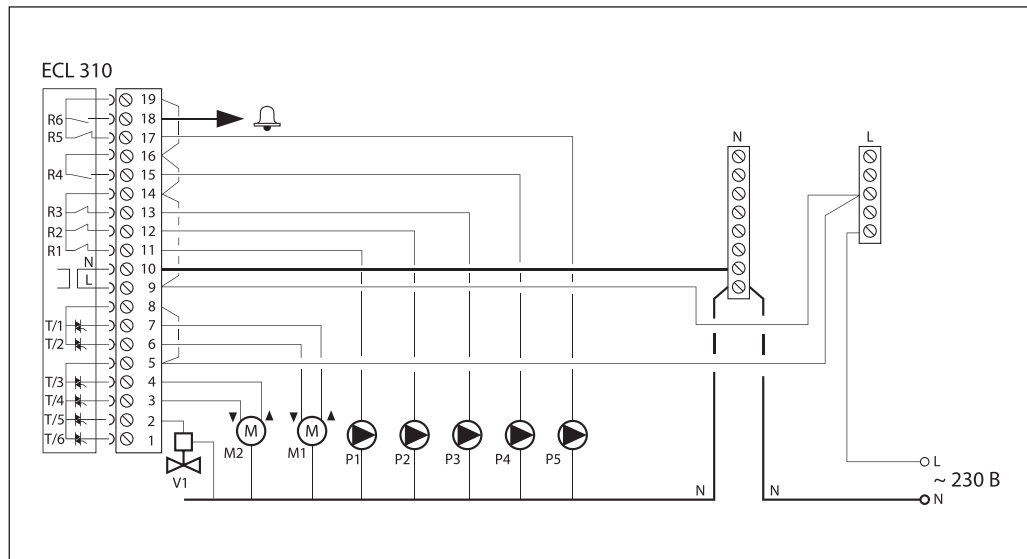 ECL 310
19
R6 18
R5 17
16
R4 15
14
R3 13
R2 12
R1 11
N 10
L 9
8
T/1 7
T/2 6
5
T/3 4
T/4 3
T/5 2
T/6 1
N
L
M
M2
M
M1
P1
P2
P3
P4
P5
V1
N
N
L
~ 230 В
N